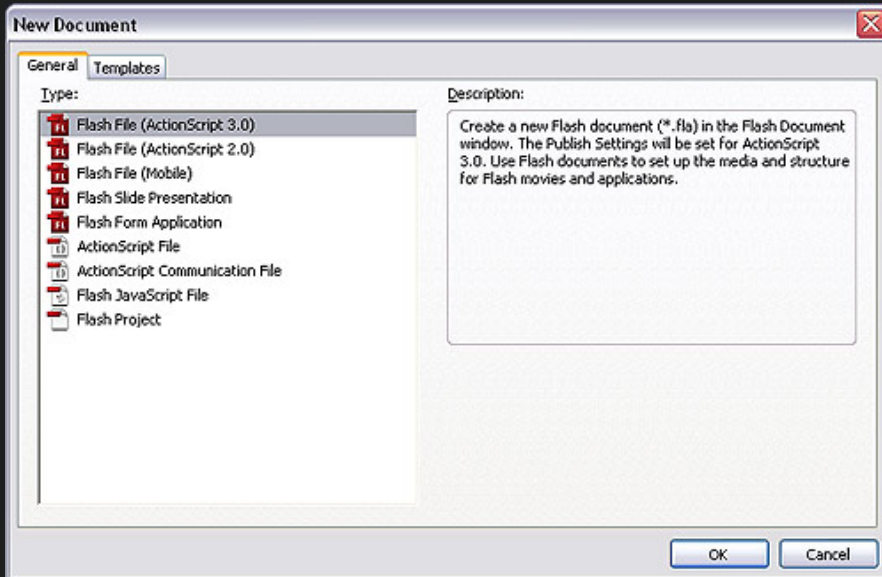 New Document
General
Templates
Type:
Flash File (ActionScript 3.0)
Flash File (ActionScript 2.0)
Flash File (Mobile)
Flash Slide Presentation
Flash Form Application
ActionScript File
ActionScript Communication File
Flash JavaScript File
Flash Project
Description:
Create a new Flash document (*.fla) in the Flash Document
window. The Publish Settings will be set for ActionScript
3.0. Use Flash documents to set up the media and structure
for Flash movies and applications.
OK
Cancel